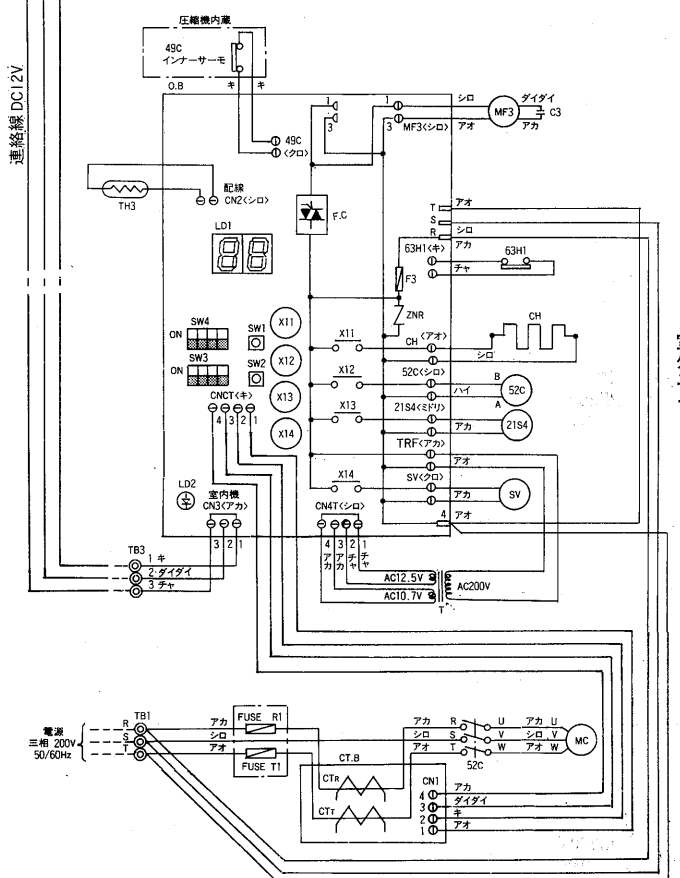 圧縮機内蔵
49C
インナーサーモ
キ キ
O.B
連絡線 DC12V
1
3
49C
〈クロ〉
1
3 MF3〈シロ〉
シロ
アオ
MF3
ダイダイ
アカ
C3
TH3
配線
CN2〈シロ〉
LD1
F.C
T
S
R
アオ
シロ
アカ
63H1〈キ〉
チャ
63H1
F3
ZNR
SW4
ON
SW3
ON
SW1
SW2
X11
X12
X13
X14
X11
〈アオ〉
CH
シロ
CH
X12
52C〈シロ〉
ハイ
B
A
52C
X13
21S4〈ミドリ〉
アカ
21S4
TRF〈アカ〉
アオ
X14
SV〈クロ〉
アカ
SV
4 アオ
CNCT〈キ〉
4 3 2 1
LD2
室内機
CN3〈アカ〉
3 2 1
CN4T〈シロ〉
4 3 2 1
アカ アカ チャ チャ
TB3
1 キ
2 ダイダイ
3 チャ
AC12.5V
AC10.7V
AC200V
T
電源
三相 200V
50/60Hz
TB1
R
S
T
アカ
シロ
アオ
FUSE R1
FUSE T1
アカ R U アカ U
シロ S V シロ V
アオ T W アオ W
52C
MC
CT.B
CTR
CTT
CN1
4 アカ
3 ダイダイ
2 キ
1 アオ